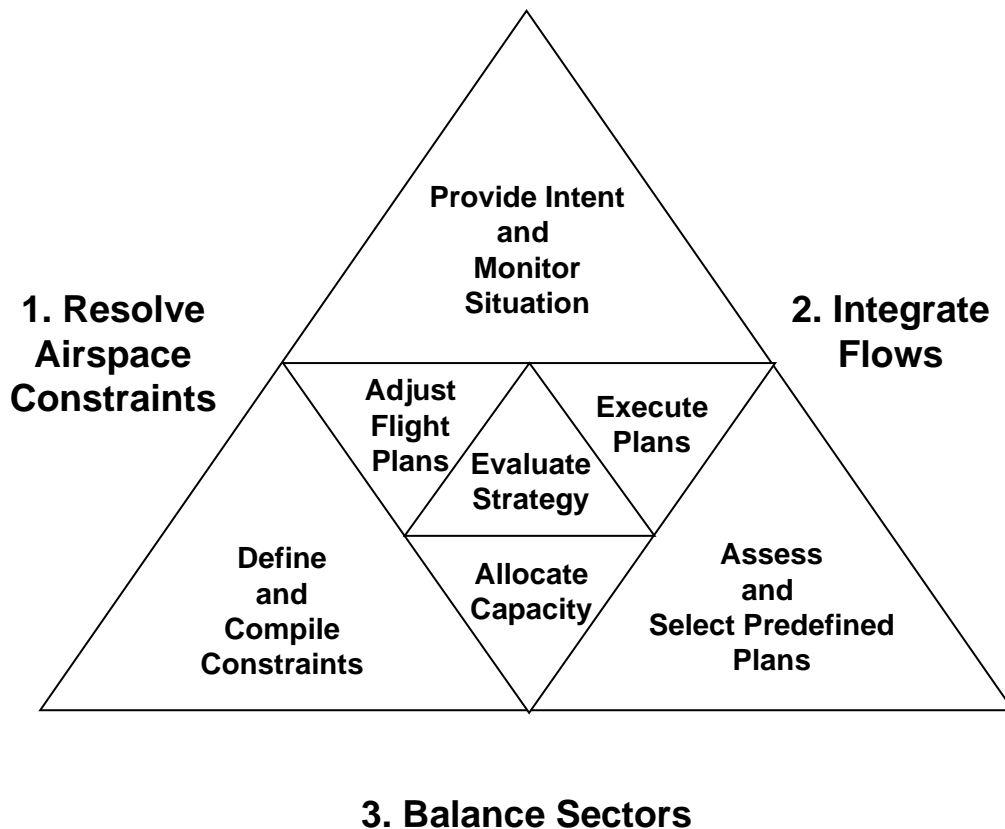 Provide Intent
and
Monitor
Situation
1. Resolve
Airspace
Constraints
2. Integrate
Flows
Adjust
Flight
Plans
Execute
Plans
Evaluate
Strategy
Define
and
Compile
Constraints
Allocate
Capacity
Assess
and
Select Predefined
Plans
3. Balance Sectors